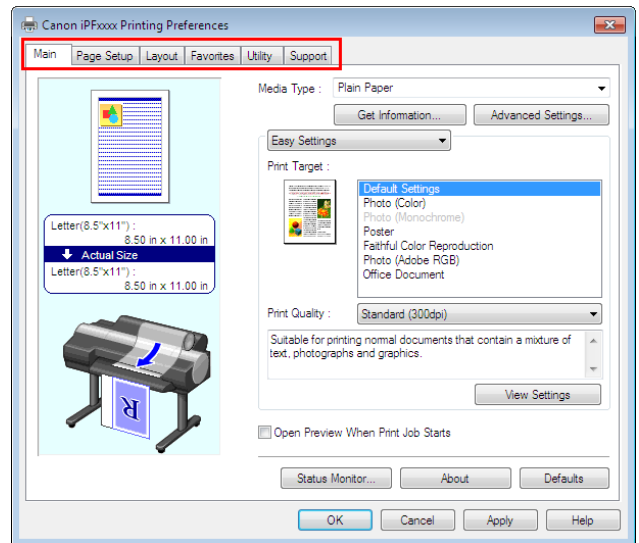 Canon iPFxxxx Printing Preferences
Main Page Setup Layout Favorites Utility Support
Media Type : Plain Paper
Get Information... Advanced Settings...
Easy Settings
Print Target :
Default Settings
Photo (Color)
Photo (Monochrome)
Poster
Faithful Color Reproduction
Photo (Adobe RGB)
Office Document
Letter(8.5"x11") :
8.50 in x 11.00 in
Actual Size
Letter(8.5"x11") :
8.50 in x 11.00 in
R
Print Quality : Standard (300dpi)
Suitable for printing normal documents that contain a mixture of
text, photographs and graphics.
View Settings
Open Preview When Print Job Starts
Status Monitor... About Defaults
OK Cancel Apply Help